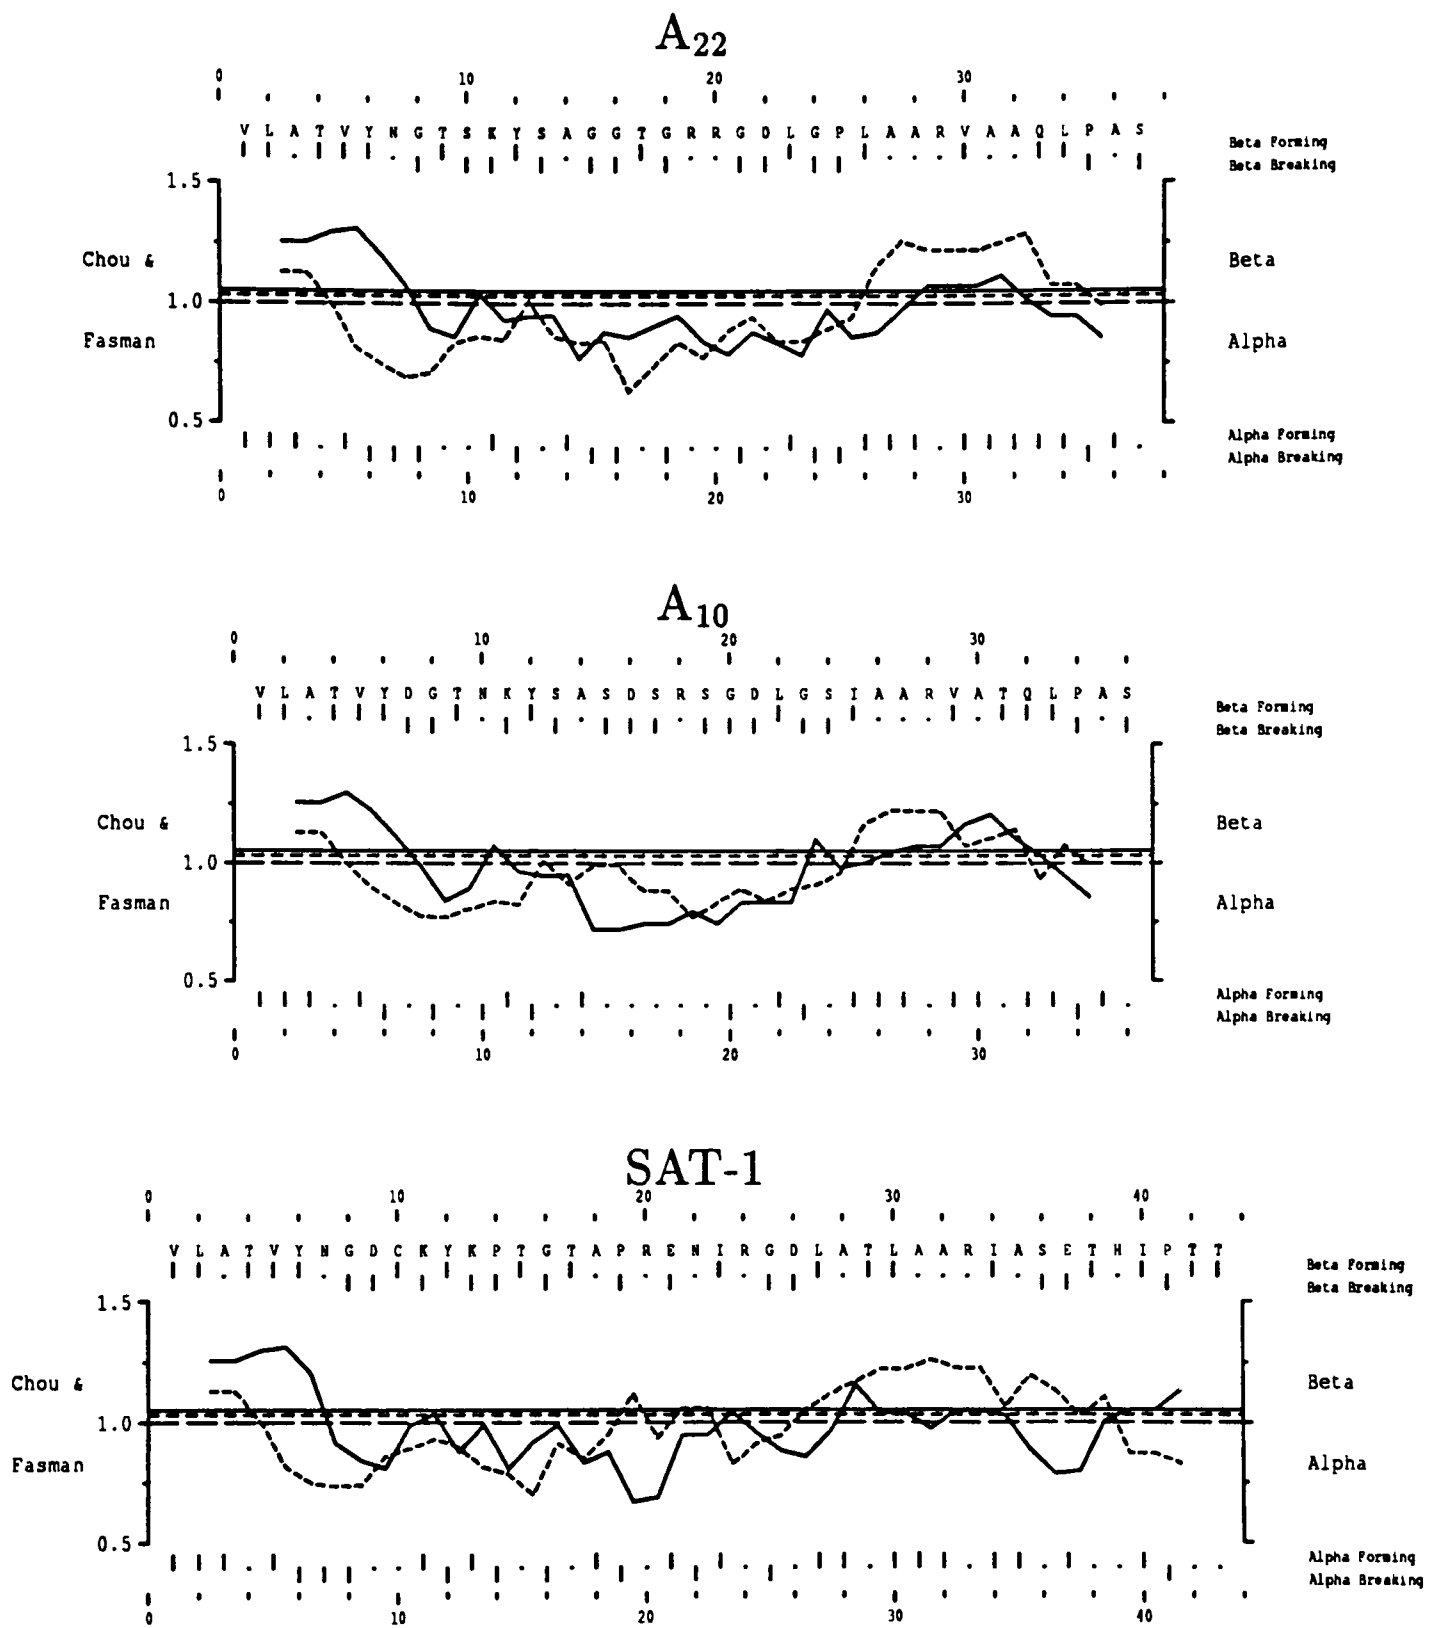 A22
0 10 20 30
V L A T V Y N G T S K Y S A G G T G R R G D L G P L A A R V A A Q L P A S
Beta Forming
Beta Breaking
1.5
Chou & Beta
1.0
Fasman Alpha
0.5
Alpha Forming
Alpha Breaking
0 10 20 30
A10
0 10 20 30
V L A T V Y D G T N K Y S A S D S R S G D L G S I A A R V A T Q L P A S
Beta Forming
Beta Breaking
1.5
Chou & Beta
1.0
Fasman Alpha
0.5
Alpha Forming
Alpha Breaking
0 10 20 30
SAT-1
0 10 20 30 40
V L A T V Y N G D C K Y K P T G T A P R E N I R G D L A T L A A R I A S E T H I P T T
Beta Forming
Beta Breaking
1.5
Chou & Beta
1.0
Fasman Alpha
0.5
Alpha Forming
Alpha Breaking
0 10 20 30 40